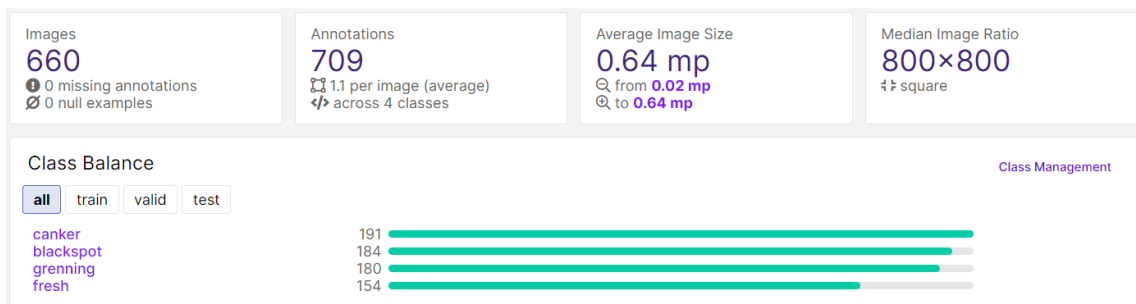 Images
660
0 missing annotations
0 null examples
Annotations
709
1.1 per image (average)
</> across 4 classes
Average Image Size
0.64 mp
from 0.02 mp
to 0.64 mp
Median Image Ratio
800×800
square
Class Balance
Class Management
all train valid test
canker 191
blackspot 184
grenning 180
fresh 154